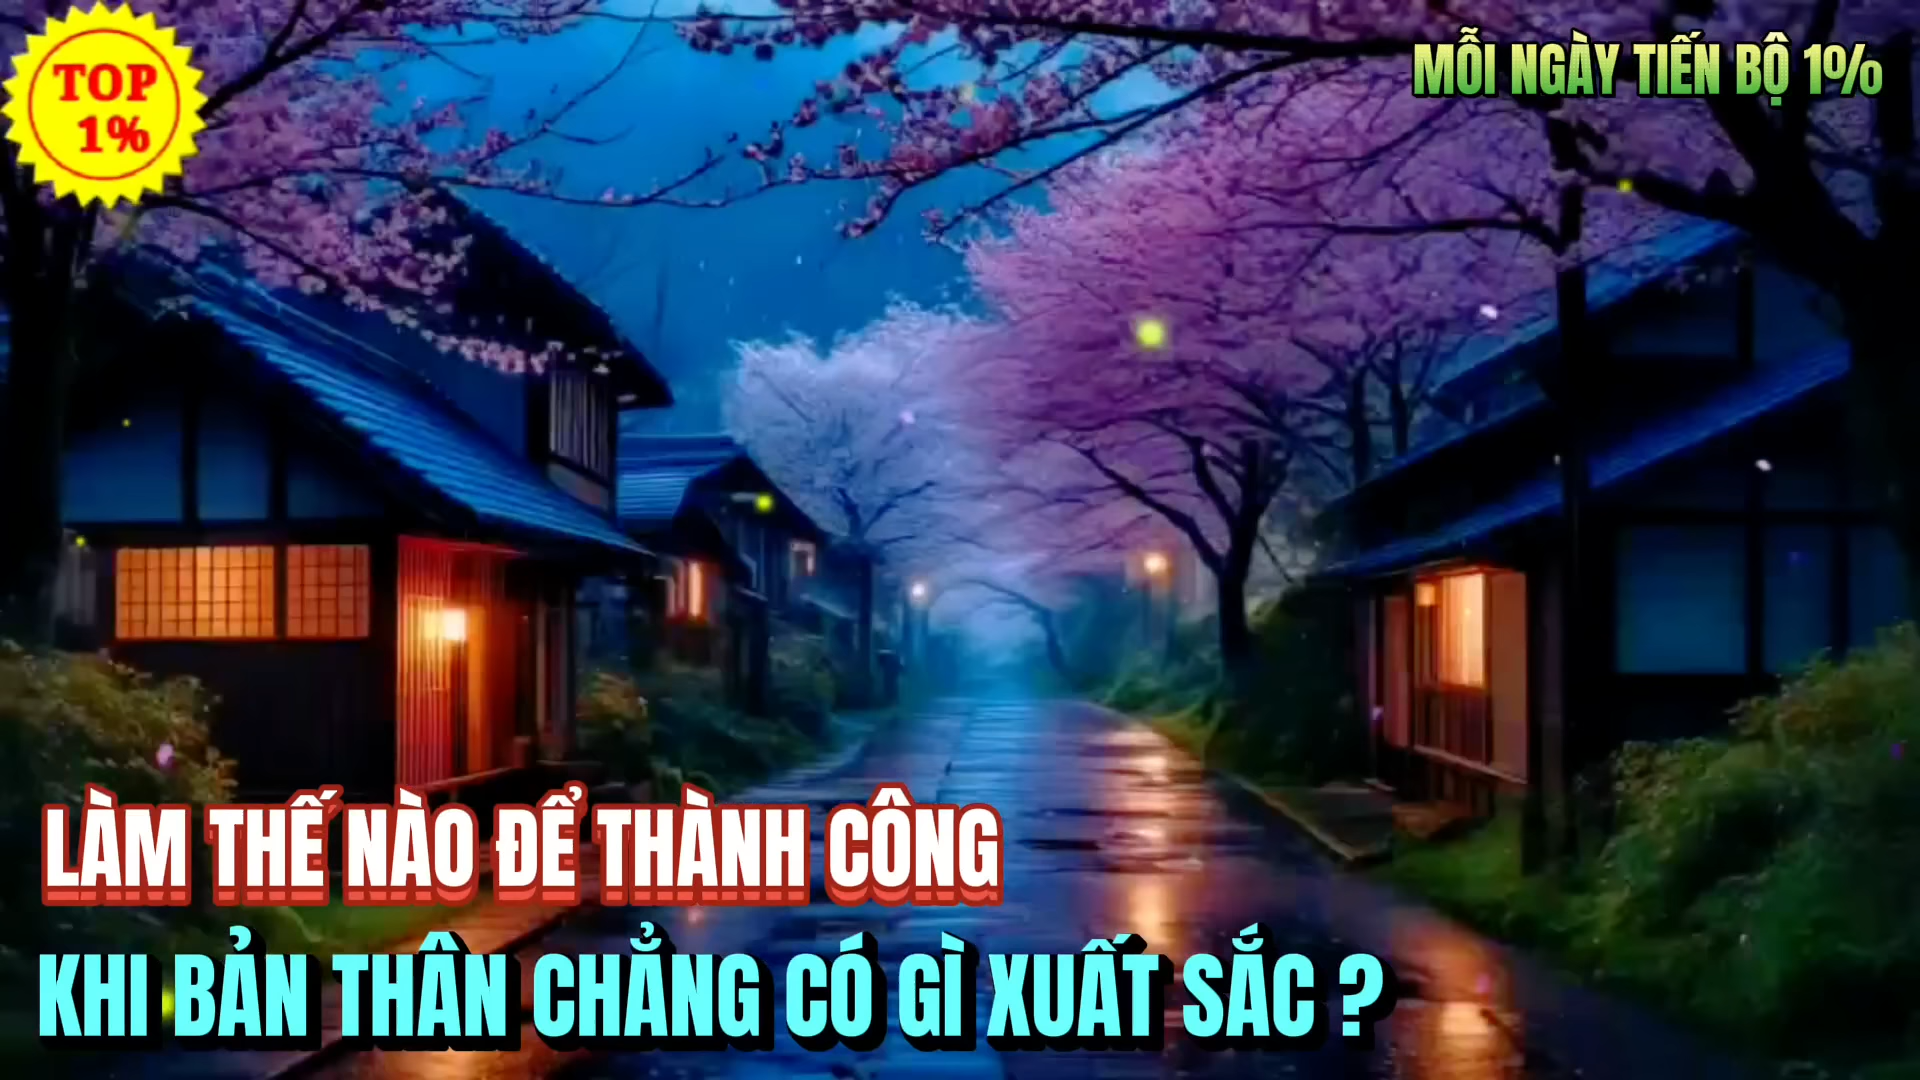 TOP
1%
MỖI NGÀY TIẾN BỘ 1%
LÀM THẾ NÀO ĐỂ THÀNH CÔNG
KHI BẢN THÂN CHẲNG CÓ GÌ XUẤT SẮC ?